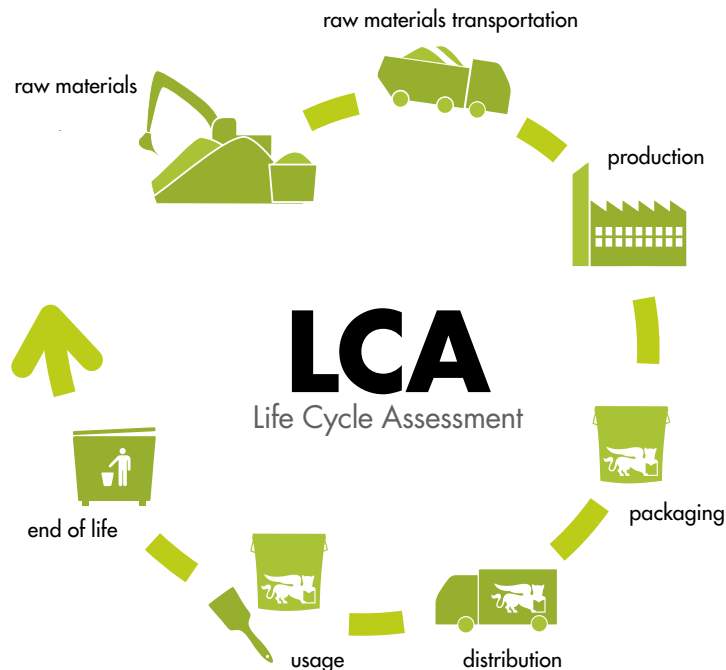 raw materials transportation
raw materials
production
LCA
Life Cycle Assessment
packaging
end of life
usage
distribution